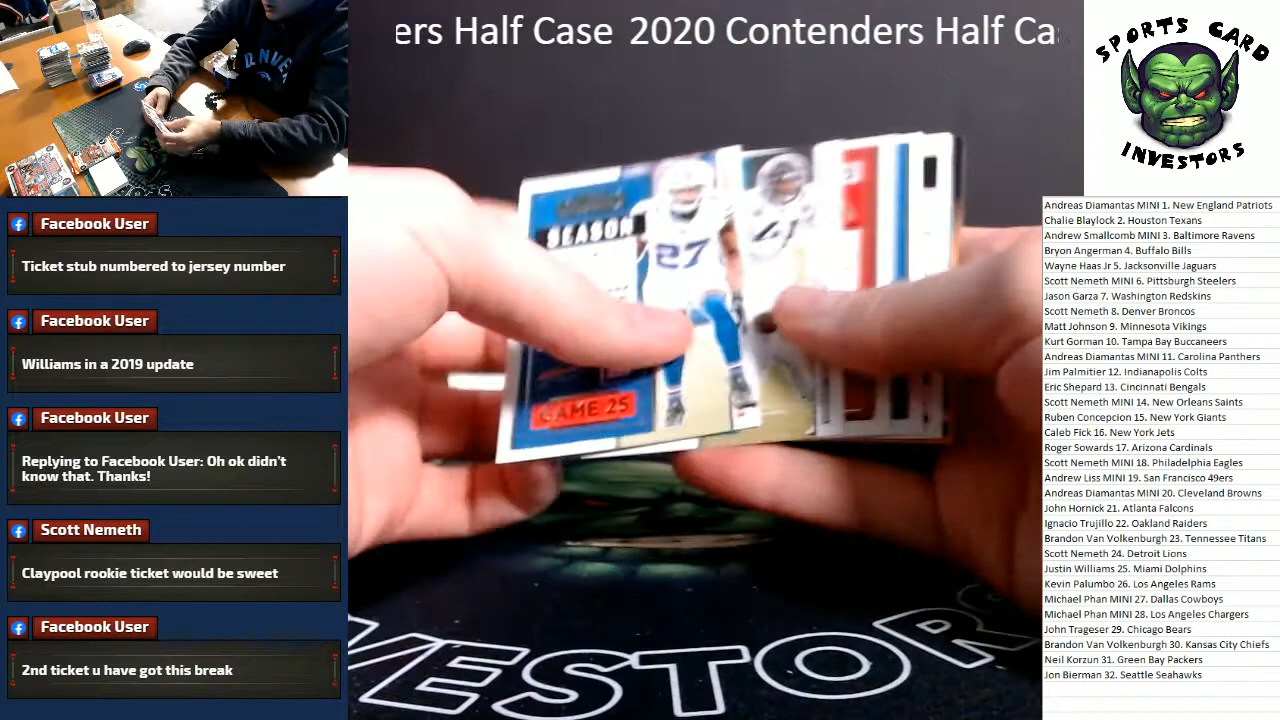 ers Half Case 2020 Contenders Half Ca
SPORTS CARD
INVESTORS
Facebook User
Ticket stub numbered to jersey number
Facebook User
Williams in a 2019 update
Facebook User
Replying to Facebook User: Oh ok didn't
know that. Thanks!
Scott Nemeth
Claypool rookie ticket would be sweet
Facebook User
2nd ticket u have got this break
SEASON
27
41
GAME 25
VESTOR
Andreas Diamantas MINI 1. New England Patriots
Chalie Blaylock 2. Houston Texans
Andrew Smallcomb MINI 3. Baltimore Ravens
Bryon Angerman 4. Buffalo Bills
Wayne Haas Jr 5. Jacksonville Jaguars
Scott Nemeth MINI 6. Pittsburgh Steelers
Jason Garza 7. Washington Redskins
Scott Nemeth 8. Denver Broncos
Matt Johnson 9. Minnesota Vikings
Kurt Gorman 10. Tampa Bay Buccaneers
Andreas Diamantas MINI 11. Carolina Panthers
Jim Palmitier 12. Indianapolis Colts
Eric Shepard 13. Cincinnati Bengals
Scott Nemeth MINI 14. New Orleans Saints
Ruben Concepcion 15. New York Giants
Caleb Fick 16. New York Jets
Roger Sowards 17. Arizona Cardinals
Scott Nemeth MINI 18. Philadelphia Eagles
Andrew Liss MINI 19. San Francisco 49ers
Andreas Diamantas MINI 20. Cleveland Browns
John Hornick 21. Atlanta Falcons
Ignacio Trujillo 22. Oakland Raiders
Brandon Van Volkenburgh 23. Tennessee Titans
Scott Nemeth 24. Detroit Lions
Justin Williams 25. Miami Dolphins
Kevin Palumbo 26. Los Angeles Rams
Michael Phan MINI 27. Dallas Cowboys
Michael Phan MINI 28. Los Angeles Chargers
John Trageser 29. Chicago Bears
Brandon Van Volkenburgh 30. Kansas City Chiefs
Neil Korzun 31. Green Bay Packers
Jon Bierman 32. Seattle Seahawks